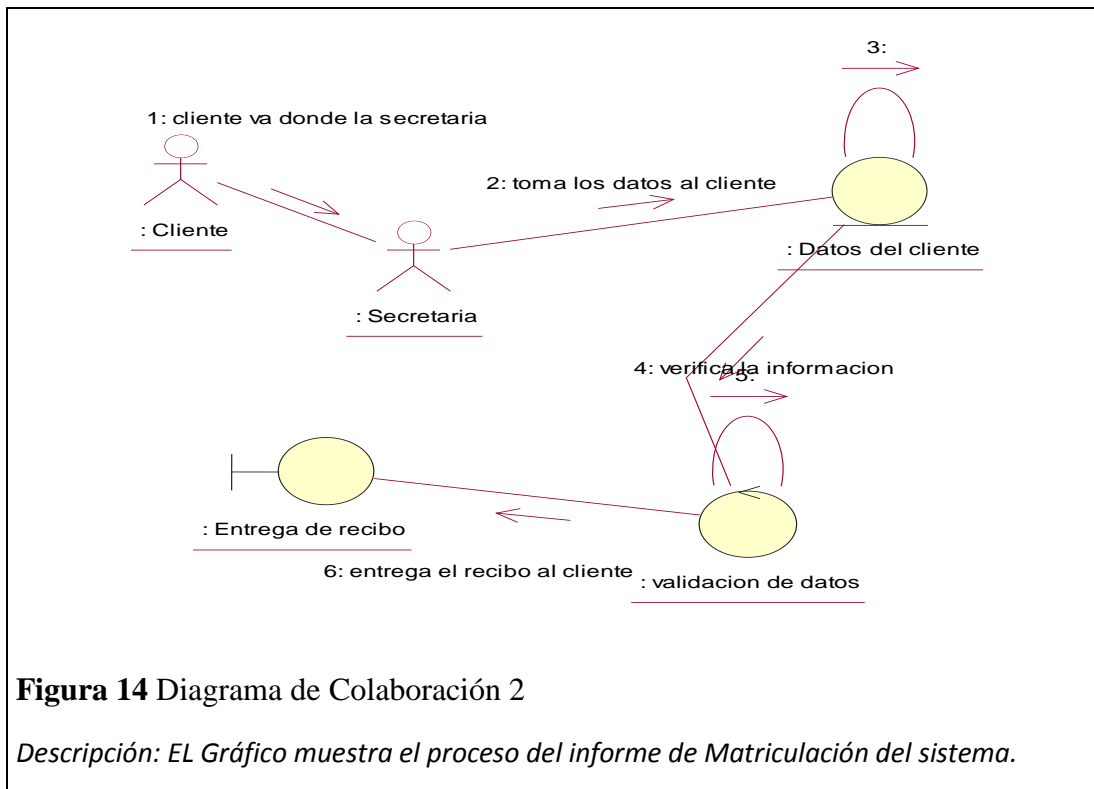 3:
1: cliente va donde la secretaria
2: toma los datos al cliente
: Cliente
: Datos del cliente
: Secretaria
4: verifica la informacion
5:
: Entrega de recibo
6: entrega el recibo al cliente
: validacion de datos
Figura 14 Diagrama de Colaboración 2
Descripción: EL Gráfico muestra el proceso del informe de Matriculación del sistema.